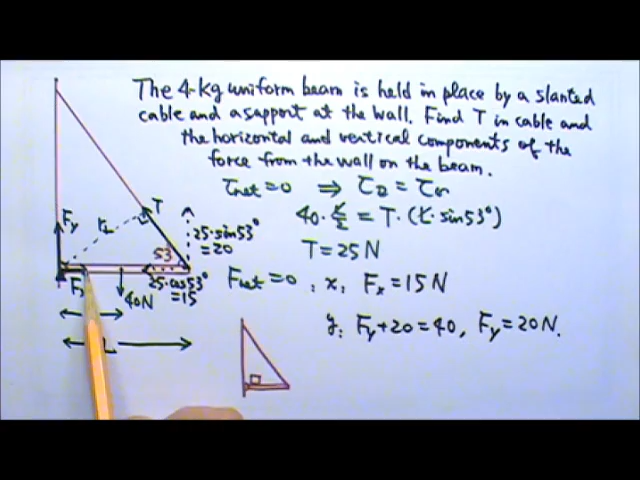 The 4-kg uniform beam is held in place by a slanted
cable and a support at the wall. Find T in cable and
the horizontal and vertical components of the
force from the wall on the beam.
τnet = 0 ⇒ τ↻ = τ↺
40 · L/2 = T · (L · sin53°)
T = 25 N
Fnet = 0 : x: Fx = 15 N
y: Fy + 20 = 40, Fy = 20 N.
T
Fy
r⊥
25·sin53°
= 20
53
25·cos53°
= 15
40N
L